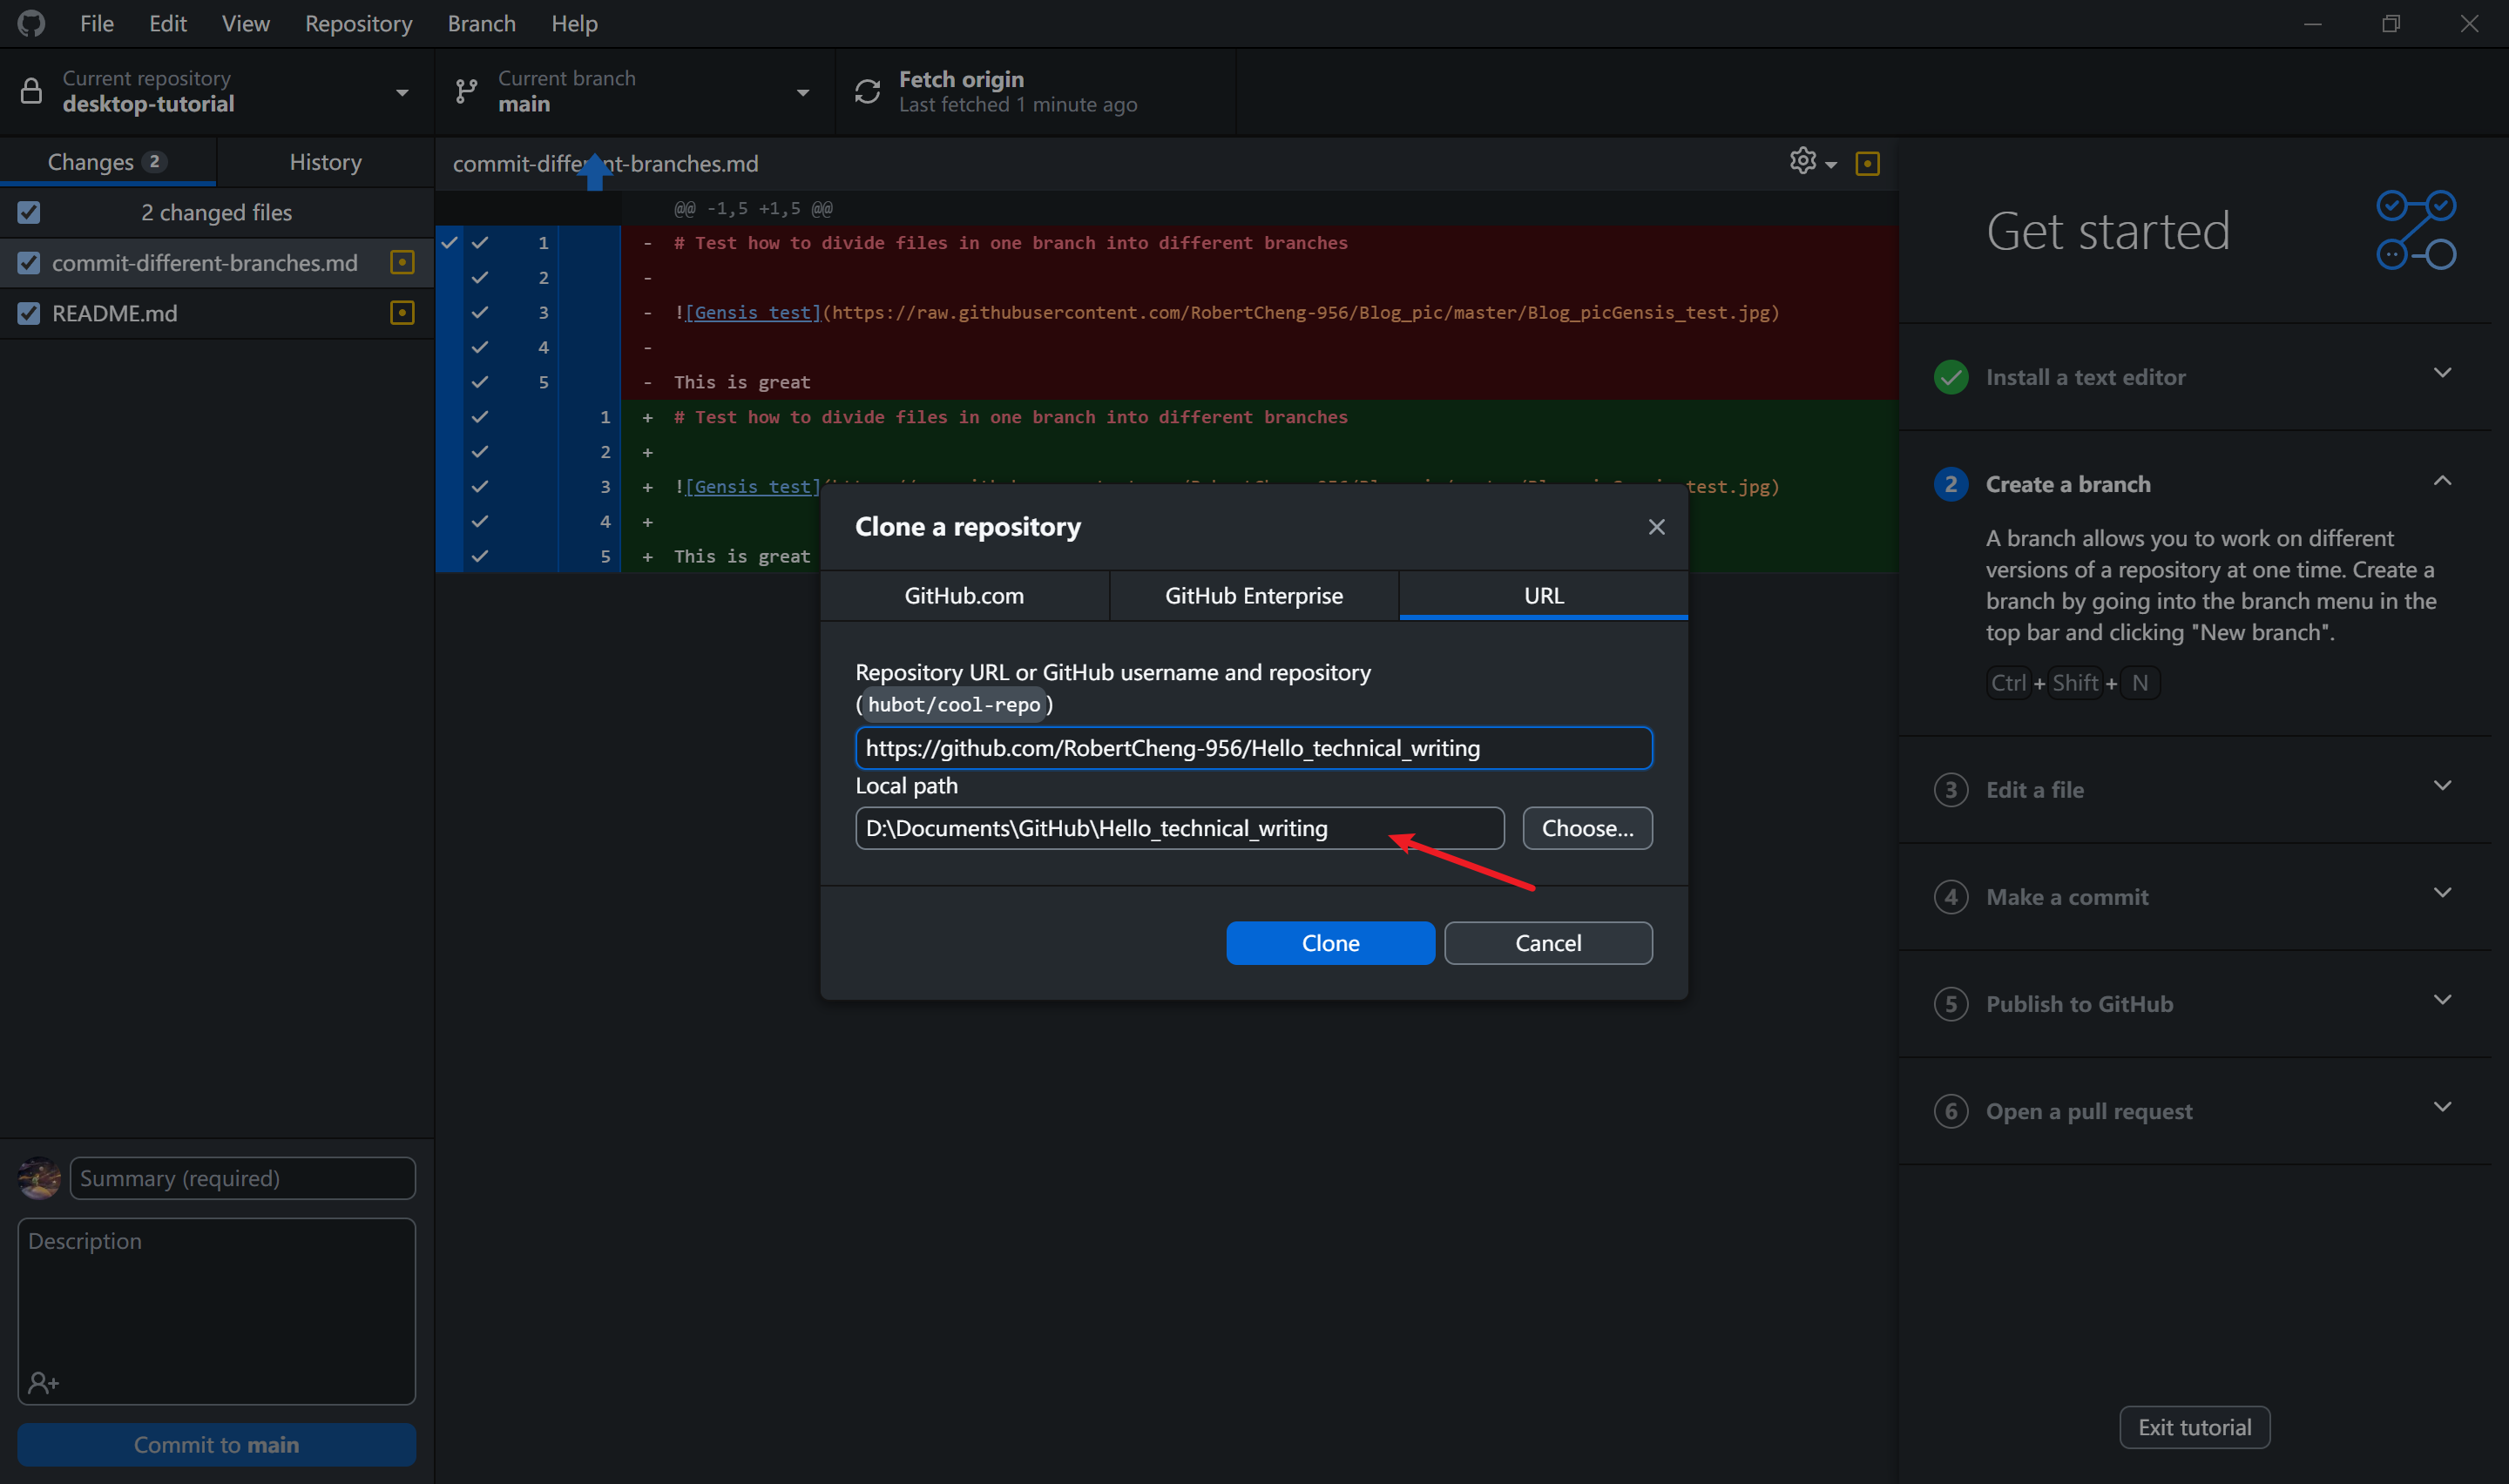 File Edit View Repository Branch Help
Current repository
desktop-tutorial
Current branch
main
Fetch origin
Last fetched 1 minute ago
Changes 2
History
2 changed files
commit-different-branches.md
README.md
commit-different-branches.md
@@ -1,5 +1,5 @@
1 - # Test how to divide files in one branch into different branches
2 -
3 - ![Gensis test](https://raw.githubusercontent.com/RobertCheng-956/Blog_pic/master/Blog_picGensis_test.jpg)
4 -
5 - This is great
1 + # Test how to divide files in one branch into different branches
2 +
3 + ![Gensis test] test.jpg)
4 +
5 + This is great
Clone a repository
GitHub.com
GitHub Enterprise
URL
Repository URL or GitHub username and repository
(hubot/cool-repo)
https://github.com/RobertCheng-956/Hello_technical_writing
Local path
D:\Documents\GitHub\Hello_technical_writing
Choose...
Clone
Cancel
Get started
Install a text editor
2 Create a branch
A branch allows you to work on different
versions of a repository at one time. Create a
branch by going into the branch menu in the
top bar and clicking "New branch".
Ctrl + Shift + N
3 Edit a file
4 Make a commit
5 Publish to GitHub
6 Open a pull request
Exit tutorial
Summary (required)
Description
Commit to main